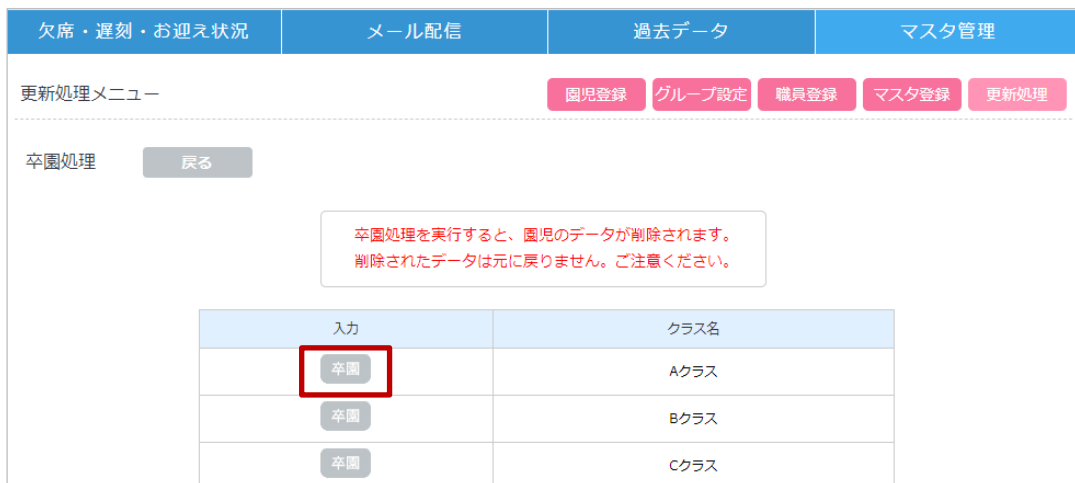 欠席・遅刻・お迎え状況 メール配信 過去データ マスタ管理
更新処理メニュー 園児登録 グループ設定 職員登録 マスタ登録 更新処理
卒園処理 戻る
卒園処理を実行すると、園児のデータが削除されます。
削除されたデータは元に戻りません。ご注意ください。
入力 クラス名
卒園 Aクラス
卒園 Bクラス
卒園 Cクラス